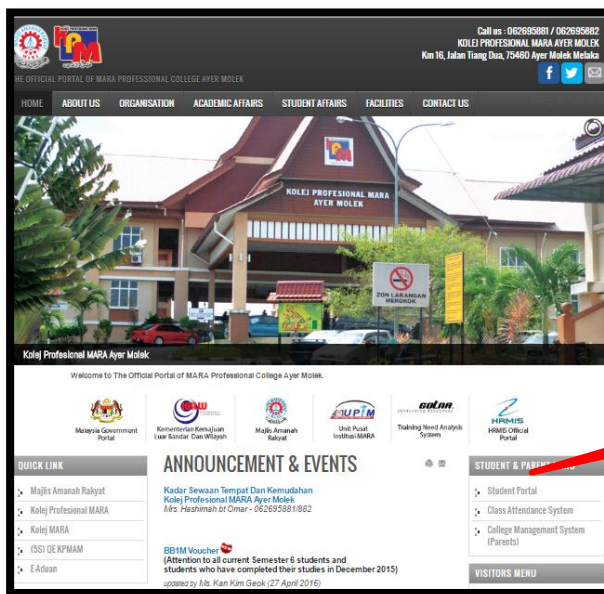 KPM
Call us : 062695881 / 062695882
KOLEJ PROFESIONAL MARA AYER MOLEK
Km 16, Jalan Tiang Dua, 75460 Ayer Molek Melaka
HE OFFICIAL PORTAL OF MARA PROFESSIONAL COLLEGE AYER MOLEK
HOME ABOUT US ORGANISATION ACADEMIC AFFAIRS STUDENT AFFAIRS FACILITIES CONTACT US
KOLEJ PROFESIONAL MARA
AYER MOLEK
ZON LARANGAN
MEROKOK
Kolej Profesional MARA Ayer Molek
Welcome to The Official Portal of MARA Professional College Ayer Molek.
Malaysia Government
Portal
Kementerian Kemajuan
Luar Bandar Dan Wilayah
Majlis Amanah
Rakyat
UPIM
Unit Pusat
Institusi MARA
Training Need Analysis
System
HRMIS
HRMIS Official
Portal
QUICK LINK
Majlis Amanah Rakyat
Kolej Profesional MARA
Kolej MARA
(5S) QE KPMAM
E-Aduan
ANNOUNCEMENT & EVENTS
Kadar Sewaan Tempat Dan Kemudahan
Kolej Profesional MARA Ayer Molek
Mrs. Hashimah bt Omar - 062695881/882
BB1M Voucher
(Attention to all current Semester 6 students and
students who have completed their studies in December 2015)
updated by Ms. Kan Kim Geok (27 April 2016)
STUDENT &
Student Portal
Class Attendance System
College Management System
(Parents)
VISITORS MENU